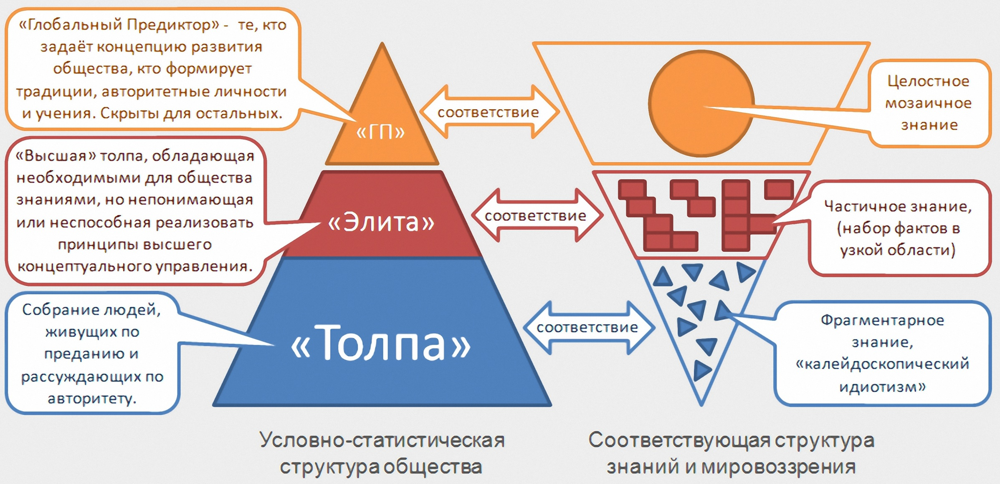 «Глобальный Предиктор» - те, кто
задаёт концепцию развития
общества, кто формирует
традиции, авторитетные личности
и учения. Скрыты для остальных.
«ГП»
соответствие
Целостное
мозаичное
знание
«Высшая» толпа, обладающая
необходимыми для общества
знаниями, но непонимающая
или неспособная реализовать
принципы высшего
концептуального управления.
«Элита»
соответствие
Частичное знание,
(набор фактов в
узкой области)
Собрание людей,
живущих по
преданию и
рассуждающих по
авторитету.
«Толпа»
соответствие
Фрагментарное
знание,
«калейдоскопический
идиотизм»
Условно-статистическая
структура общества
Соответствующая структура
знаний и мировоззрения